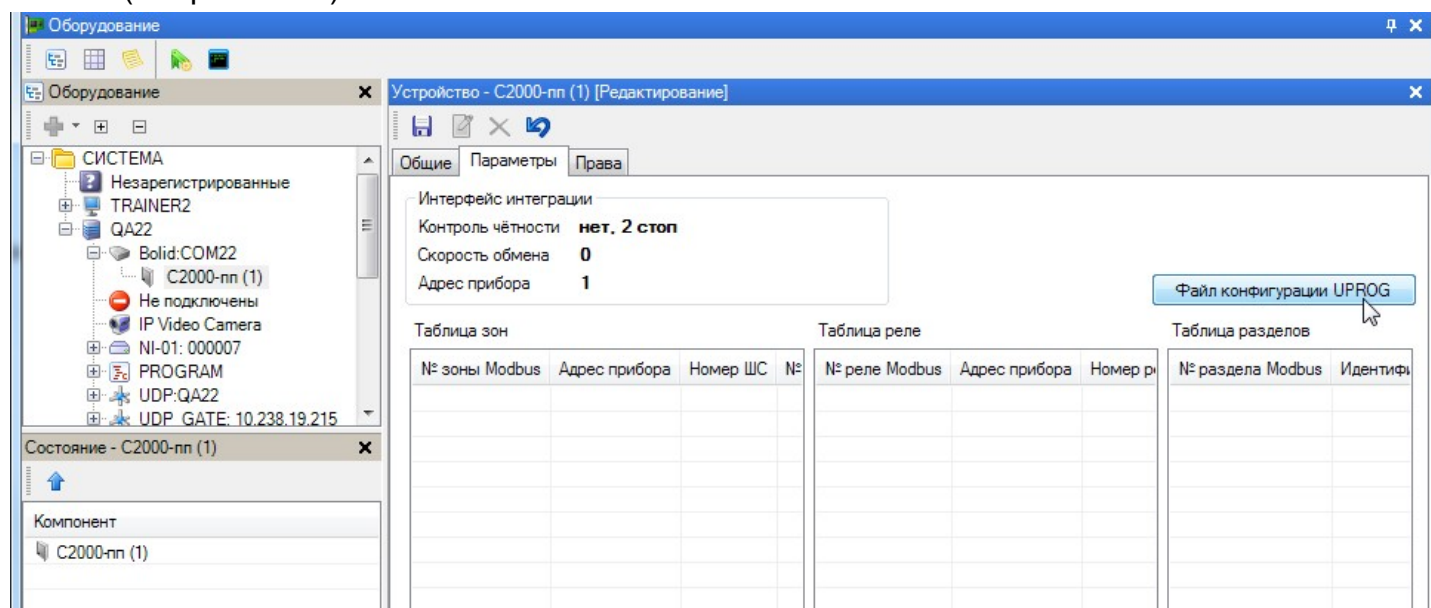 Оборудование
Оборудование
СИСТЕМА
Незарегистрированные
TRAINER2
QA22
Bolid:COM22
С2000-пп (1)
Не подключены
IP Video Camera
NI-01: 000007
PROGRAM
UDP:QA22
UDP_GATE: 10.238.19.215
Состояние - С2000-пп (1)
Компонент
С2000-пп (1)
Устройство - С2000-пп (1) [Редактирование]
Общие Параметры Права
Интерфейс интеграции
Контроль чётности нет, 2 стоп
Скорость обмена 0
Адрес прибора 1
Файл конфигурации UPROG
Таблица зон Таблица реле Таблица разделов
№ зоны Modbus Адрес прибора Номер ШС № № реле Modbus Адрес прибора Номер № раздела Modbus